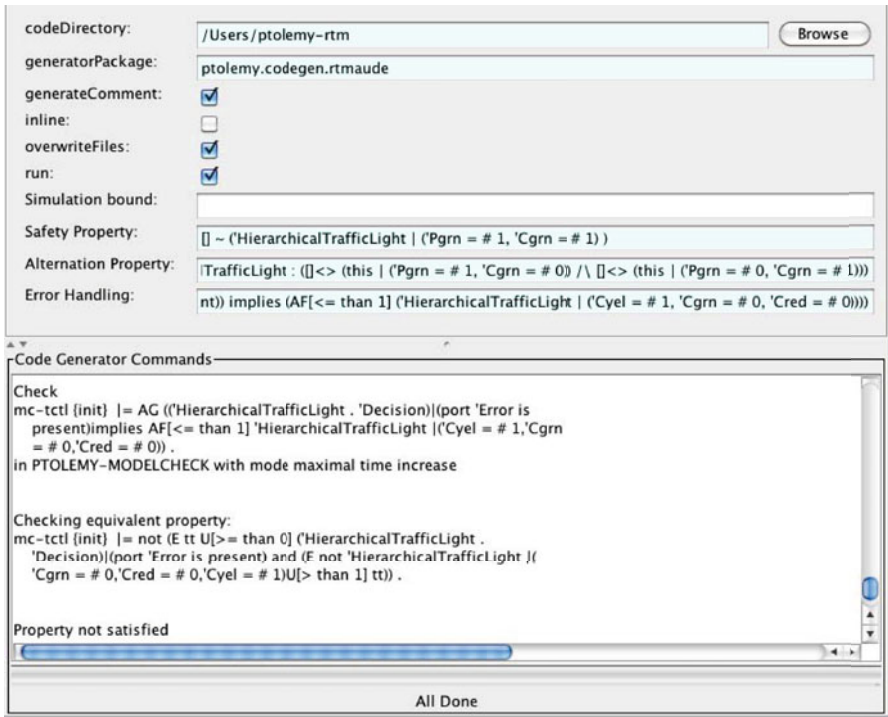 codeDirectory: /Users/ptolemy-rtm Browse
generatorPackage: ptolemy.codegen.rtmaude
generateComment:
inline:
overwriteFiles:
run:
Simulation bound:
Safety Property: [] ~ ('HierarchicalTrafficLight | ('Pgrn = # 1, 'Cgrn = # 1) )
Alternation Property: TrafficLight : ([]<> (this | ('Pgrn = # 1, 'Cgrn = # 0)) /\ []<> (this | ('Pgrn = # 0, 'Cgrn = # 1)))
Error Handling: nt)) implies (AF[<= than 1] ('HierarchicalTrafficLight | ('Cyel = # 1, 'Cgrn = # 0, 'Cred = # 0))))
Code Generator Commands
Check
mc-tctl {init} |= AG (('HierarchicalTrafficLight . 'Decision)|(port 'Error is
present)implies AF[<= than 1] 'HierarchicalTrafficLight |('Cyel = # 1,'Cgrn
= # 0,'Cred = # 0)) .
in PTOLEMY-MODELCHECK with mode maximal time increase
Checking equivalent property:
mc-tctl {init} |= not (E tt U[>= than 0] ('HierarchicalTrafficLight .
'Decision)|(port 'Error is present) and (E not 'HierarchicalTrafficLight |(
'Cgrn = # 0,'Cred = # 0,'Cyel = # 1)U[> than 1] tt)) .
Property not satisfied
All Done